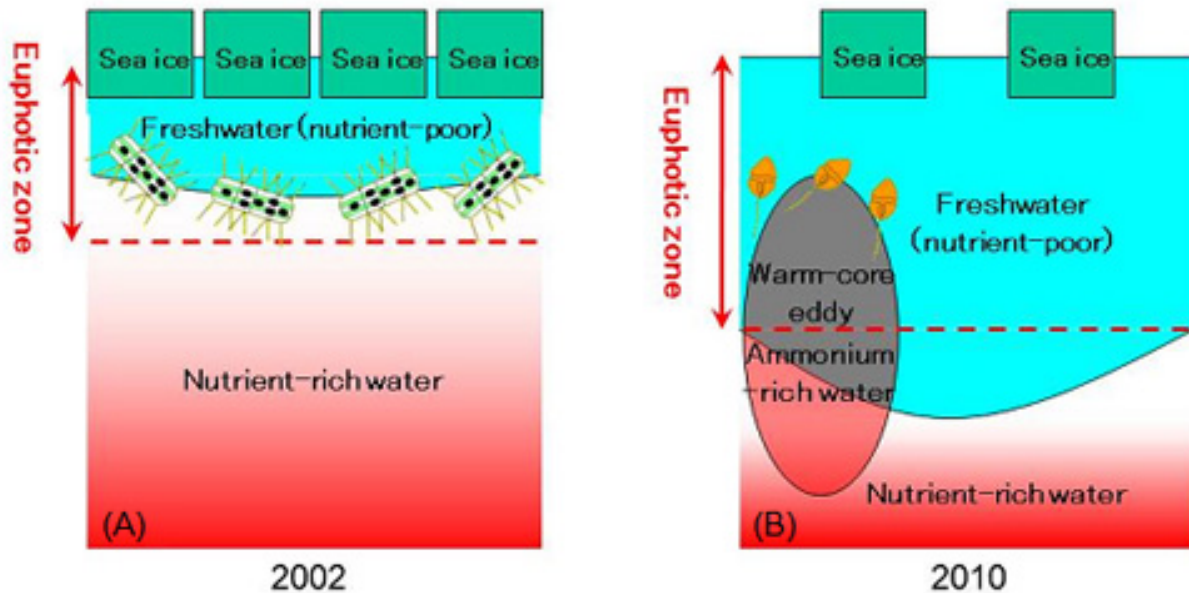 Sea ice Sea ice Sea ice Sea ice
Freshwater (nutrient-poor)
Euphotic zone
Nutrient-rich water
(A)
2002
Sea ice Sea ice
Euphotic zone
Freshwater
(nutrient-poor)
Warm-core
eddy
Ammonium
-rich water
Nutrient-rich water
(B)
2010